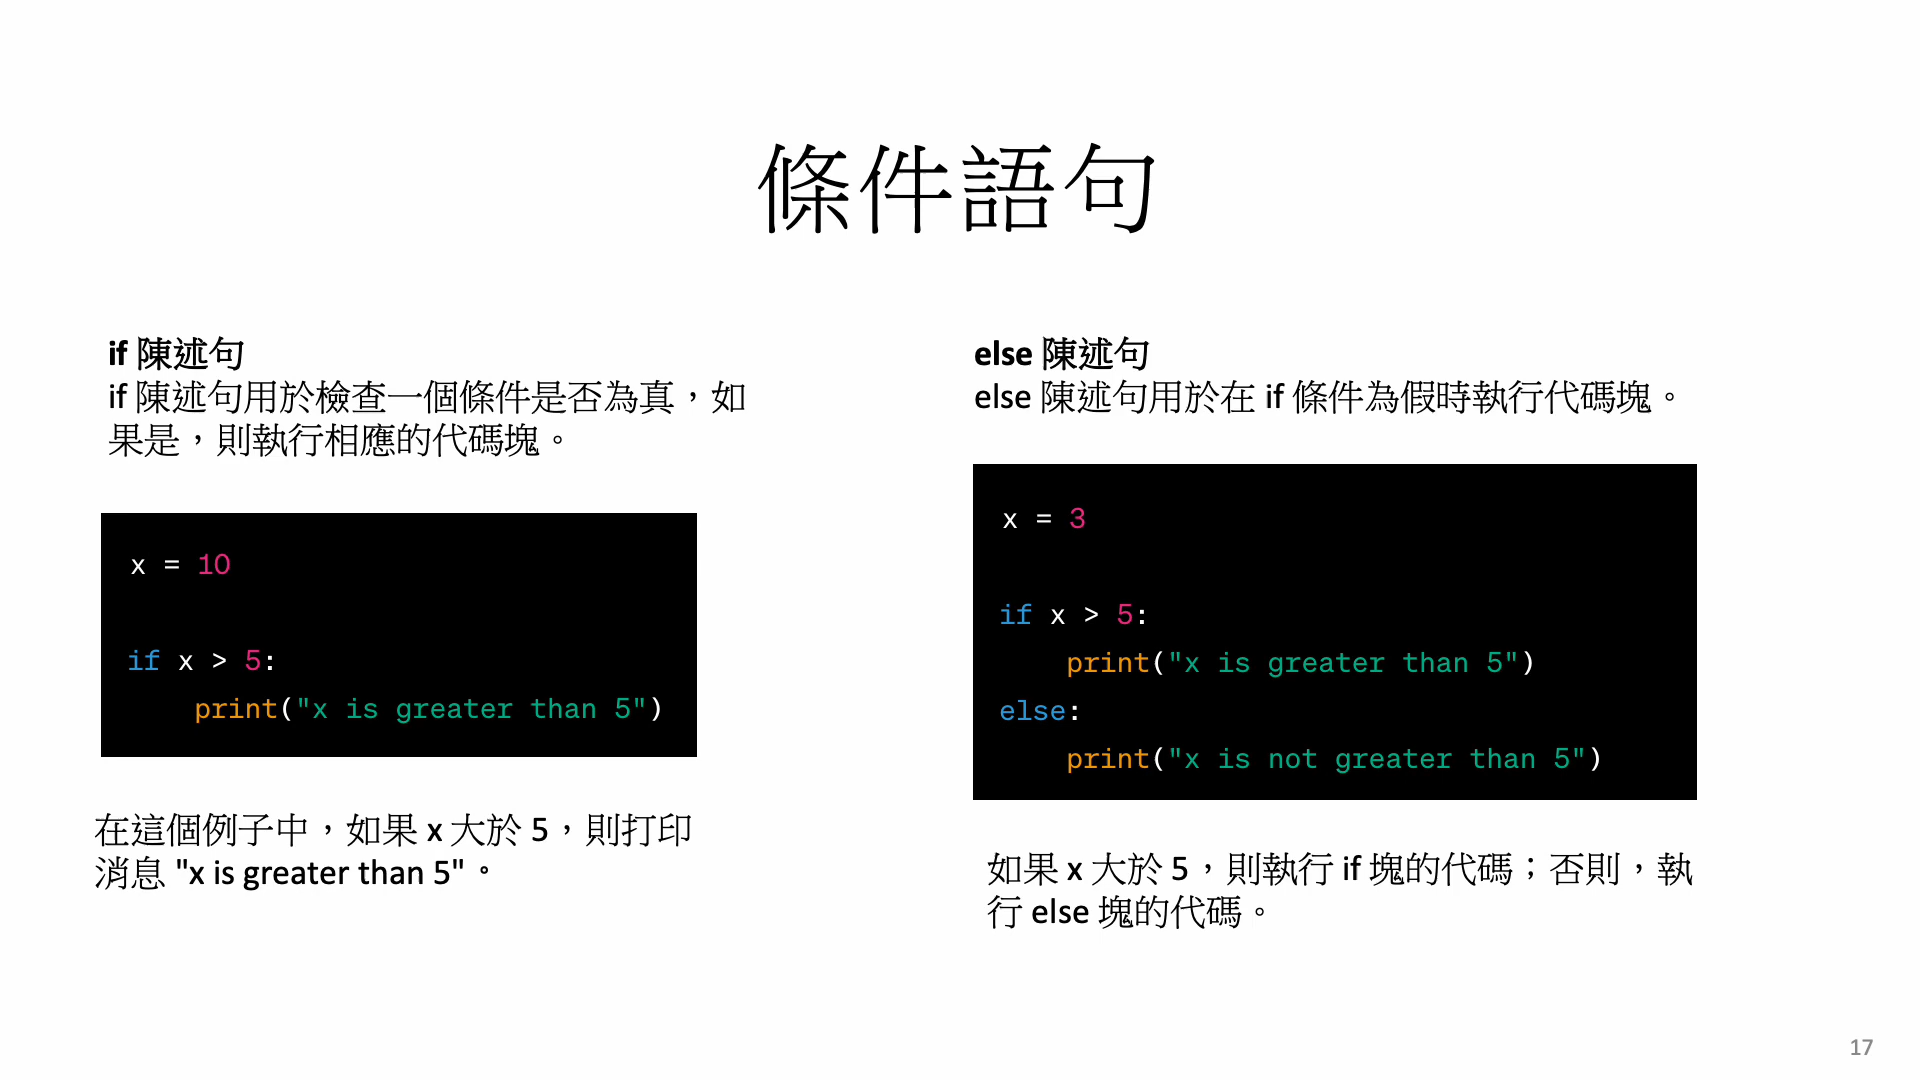 條件語句
if 陳述句
if 陳述句用於檢查一個條件是否為真，如
果是，則執行相應的代碼塊。
x = 10
if x > 5:
    print("x is greater than 5")
在這個例子中，如果 x 大於 5，則打印
消息 "x is greater than 5"。
else 陳述句
else 陳述句用於在 if 條件為假時執行代碼塊。
x = 3
if x > 5:
    print("x is greater than 5")
else:
    print("x is not greater than 5")
如果 x 大於 5，則執行 if 塊的代碼；否則，執
行 else 塊的代碼。
17